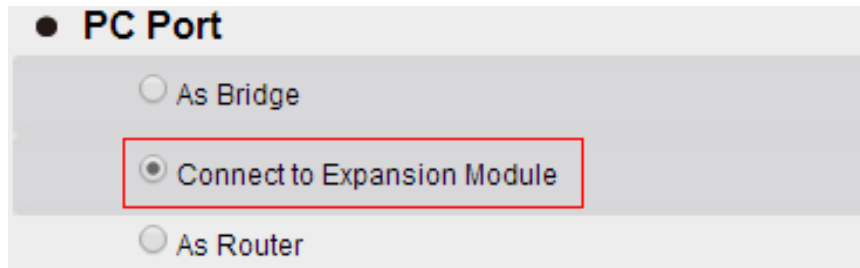 PC Port
As Bridge
Connect to Expansion Module
As Router